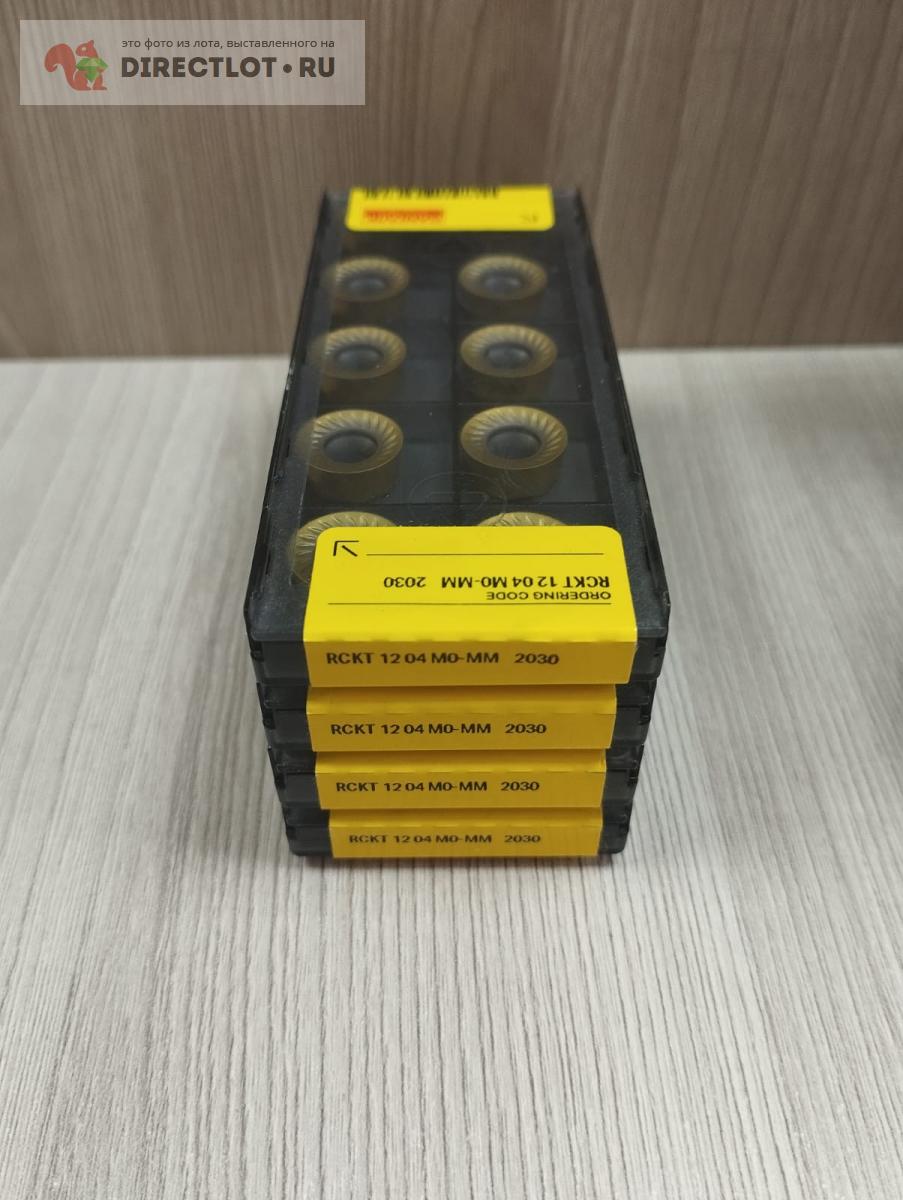 это фото из лота, выставленного на
DIRECTLOT•RU
ORDERING CODE
RCKT 12 04 M0-MM 2030
RCKT 12 04 M0-MM 2030
RCKT 12 04 M0-MM 2030
RCKT 12 04 M0-MM 2030
RCKT 12 04 M0-MM 2030